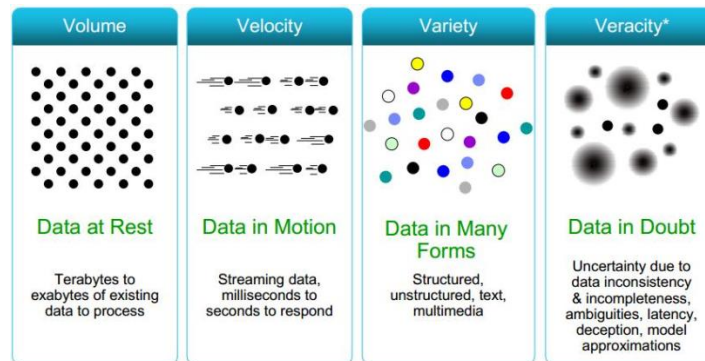 Volume
Data at Rest
Terabytes to
exabytes of existing
data to process
Velocity
Data in Motion
Streaming data,
milliseconds to
seconds to respond
Variety
Data in Many
Forms
Structured,
unstructured, text,
multimedia
Veracity*
Data in Doubt
Uncertainty due to
data inconsistency
& incompleteness,
ambiguities, latency,
deception, model
approximations